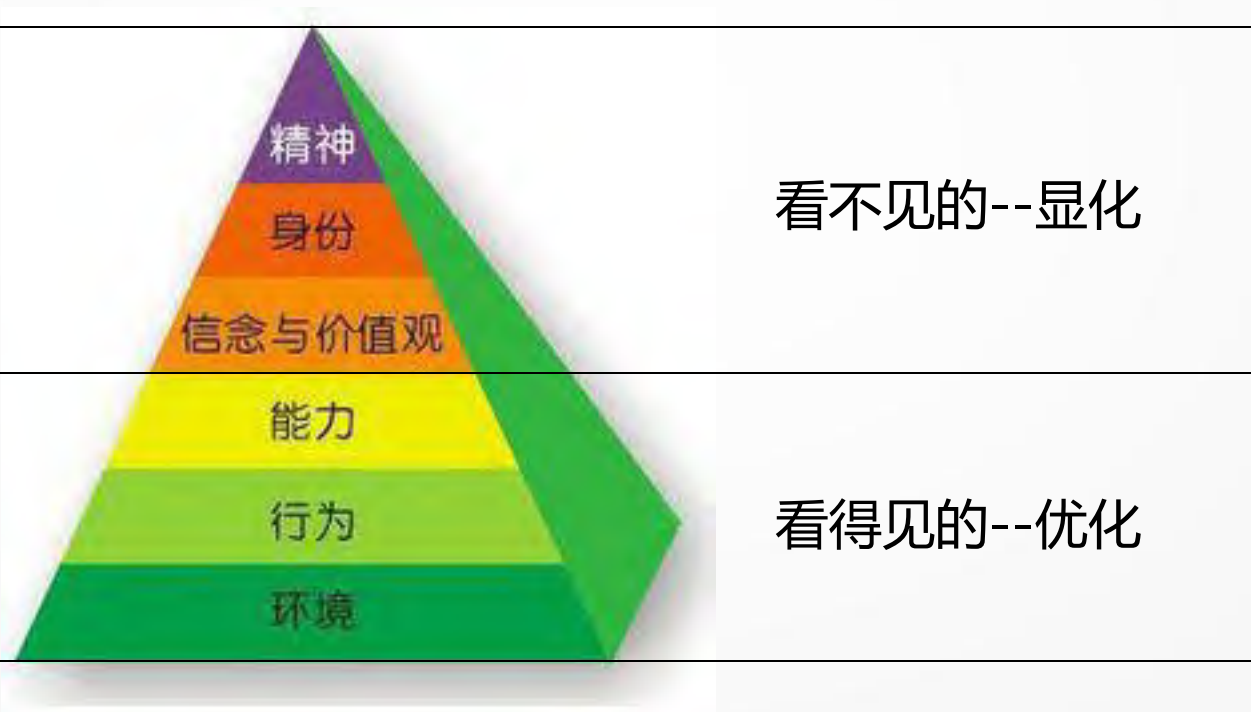 精神
身份
信念与价值观
看不见的--显化
能力
行为
环境
看得见的--优化